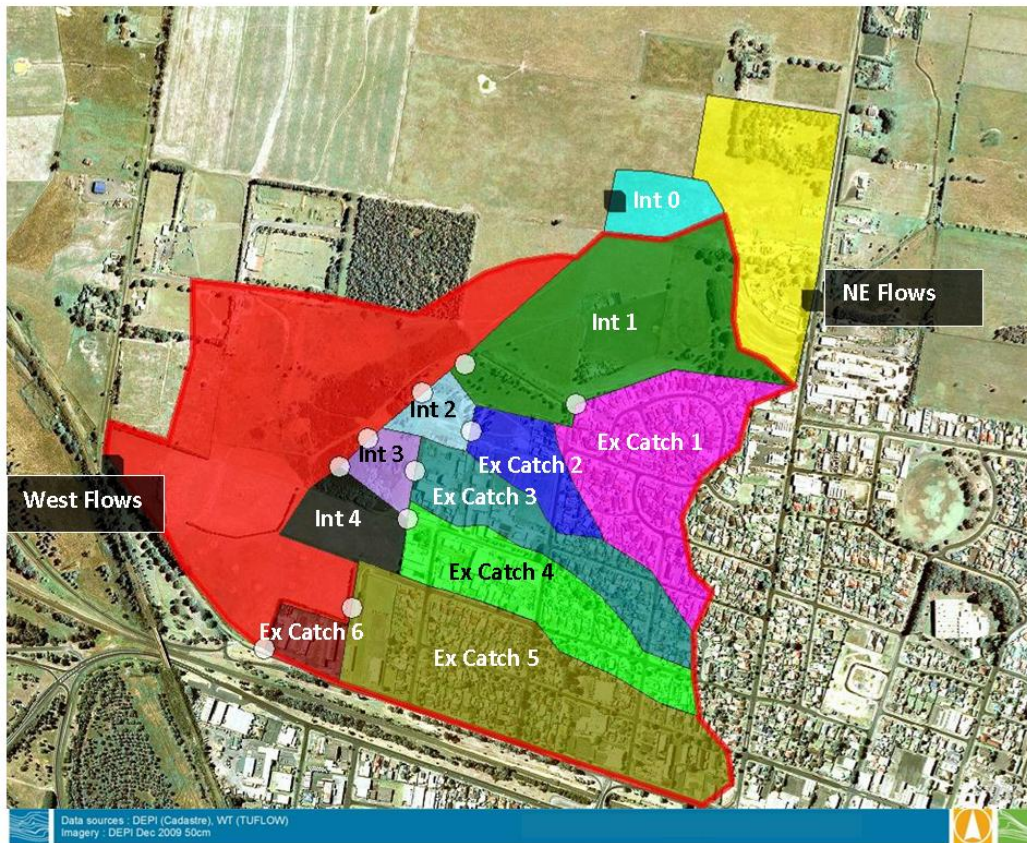 Int 0
NE Flows
Int 1
Int 2
Ex Catch 1
Int 3
Ex Catch 2
West Flows
Ex Catch 3
Int 4
Ex Catch 4
Ex Catch 6
Ex Catch 5
Data sources : DEPI (Cadastre), WT (TUFLOW)
Imagery : DEPI Dec 2009 50cm